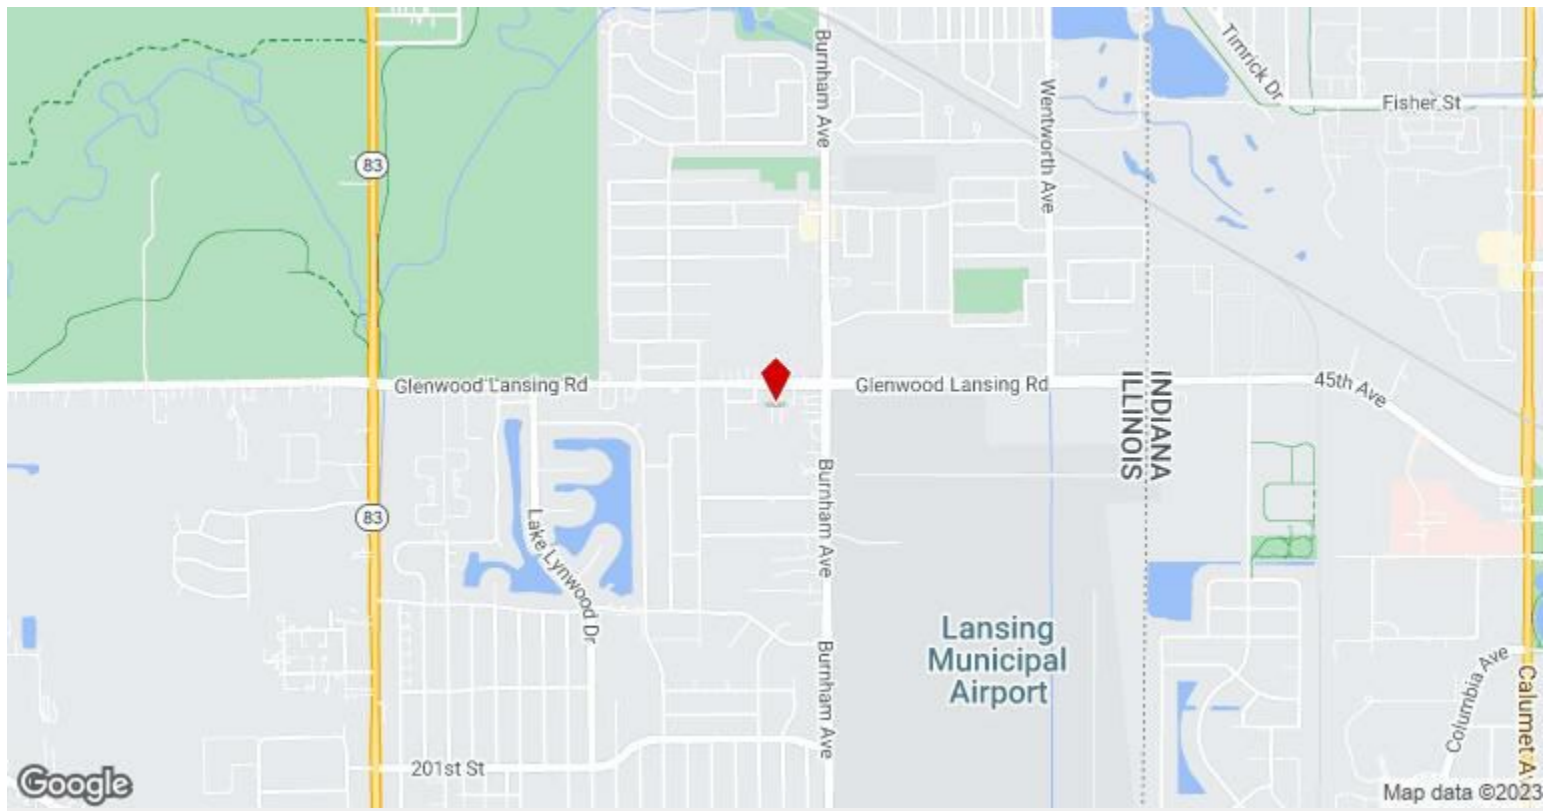 Burnham Ave
Timrick Dr
Wentworth Ave
Fisher St
83
Glenwood Lansing Rd
Glenwood Lansing Rd
45th Ave
INDIANA
ILLINOIS
83
Lake Lynwood Dr
Burnham Ave
Lansing
Municipal
Airport
Burnham Ave
Columbia Ave
Calumet Av
201st St
Google
Map data ©2023